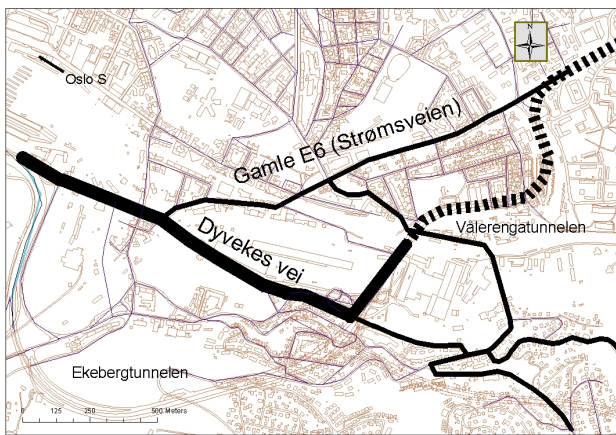 N
Oslo S
Gamle E6 (Strømsveien)
Dyvekes vei
Vålerengatunnelen
Ekebergtunnelen
0 125 250 500 Meters